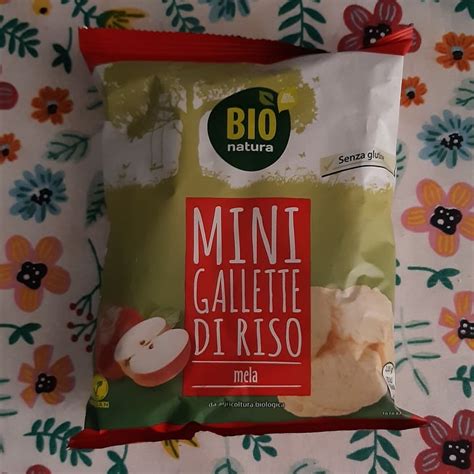 BIO
natura
Senza glutine
MINI
GALLETTE
DI RISO
mela
da agricoltura biologica